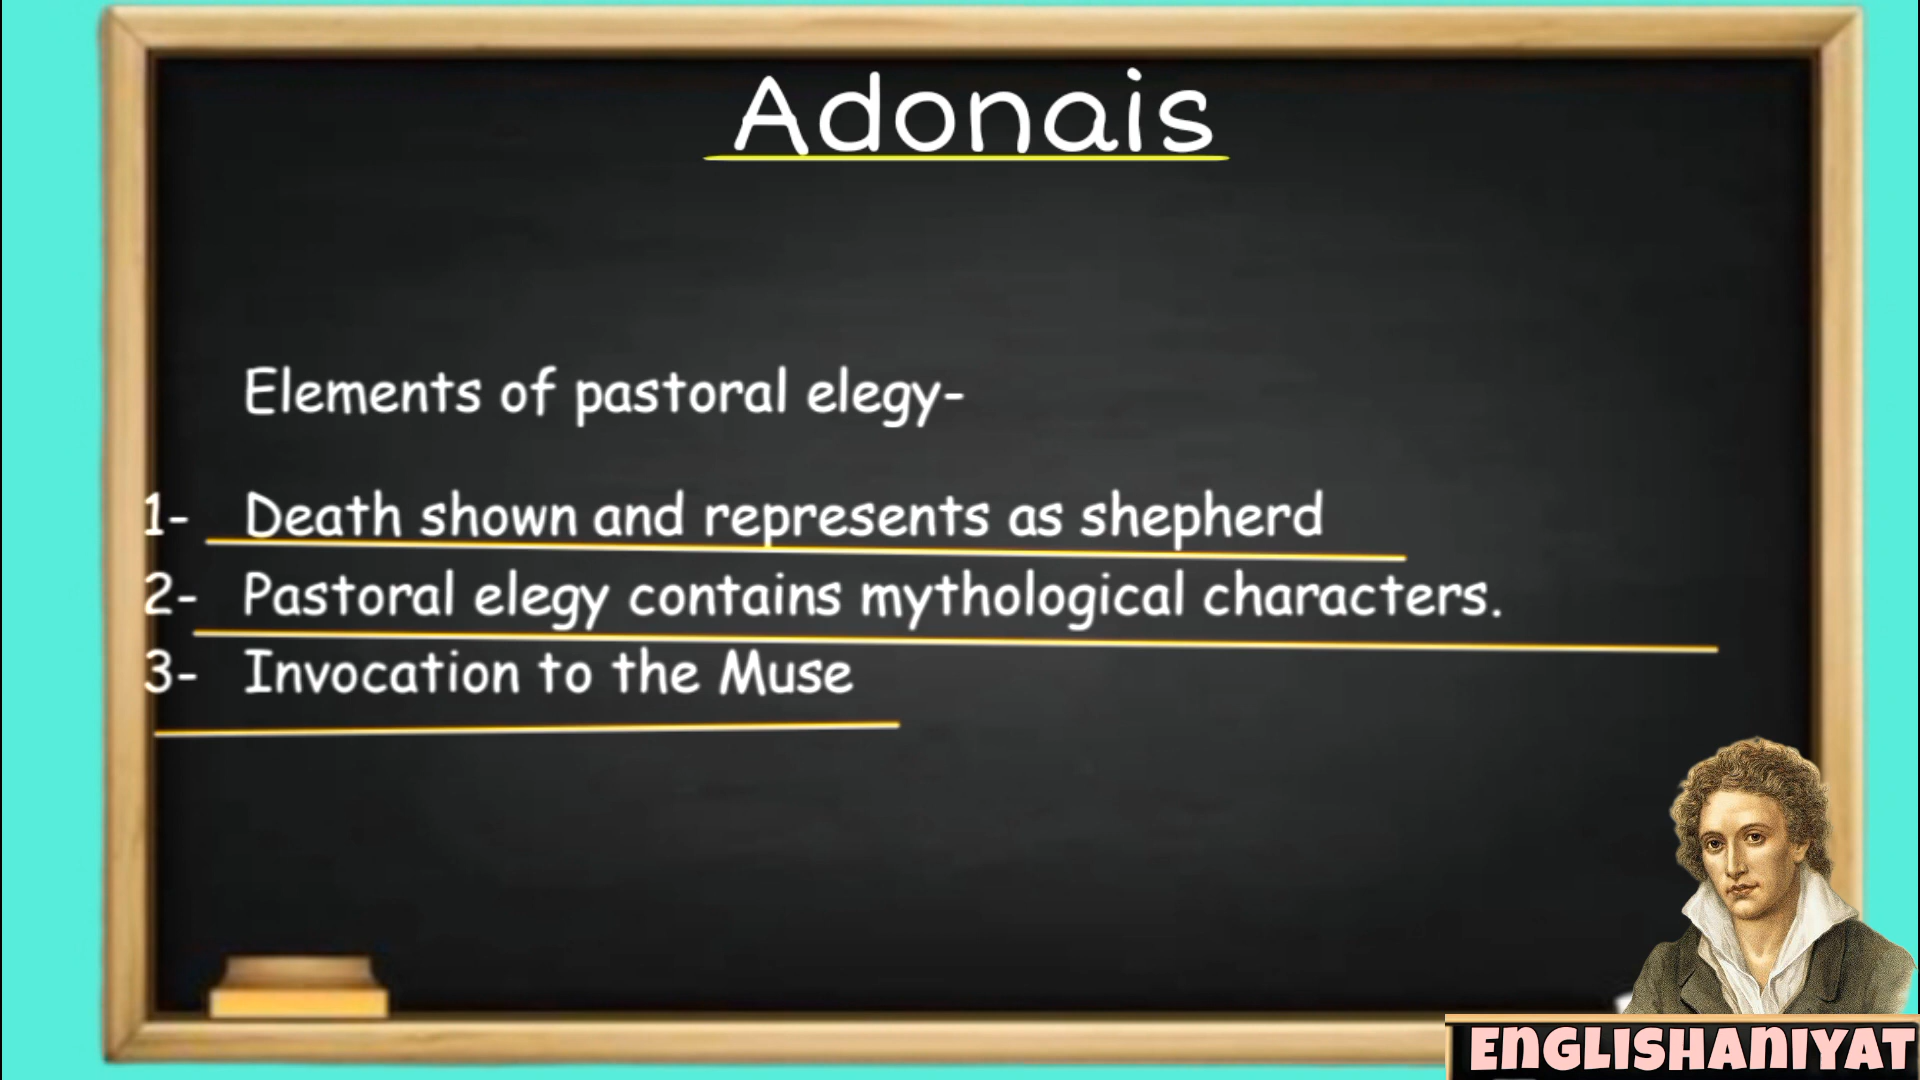 Adonais
Elements of pastoral elegy-
1- Death shown and represents as shepherd
2- Pastoral elegy contains mythological characters.
3- Invocation to the Muse
ENGLISHANIYAT